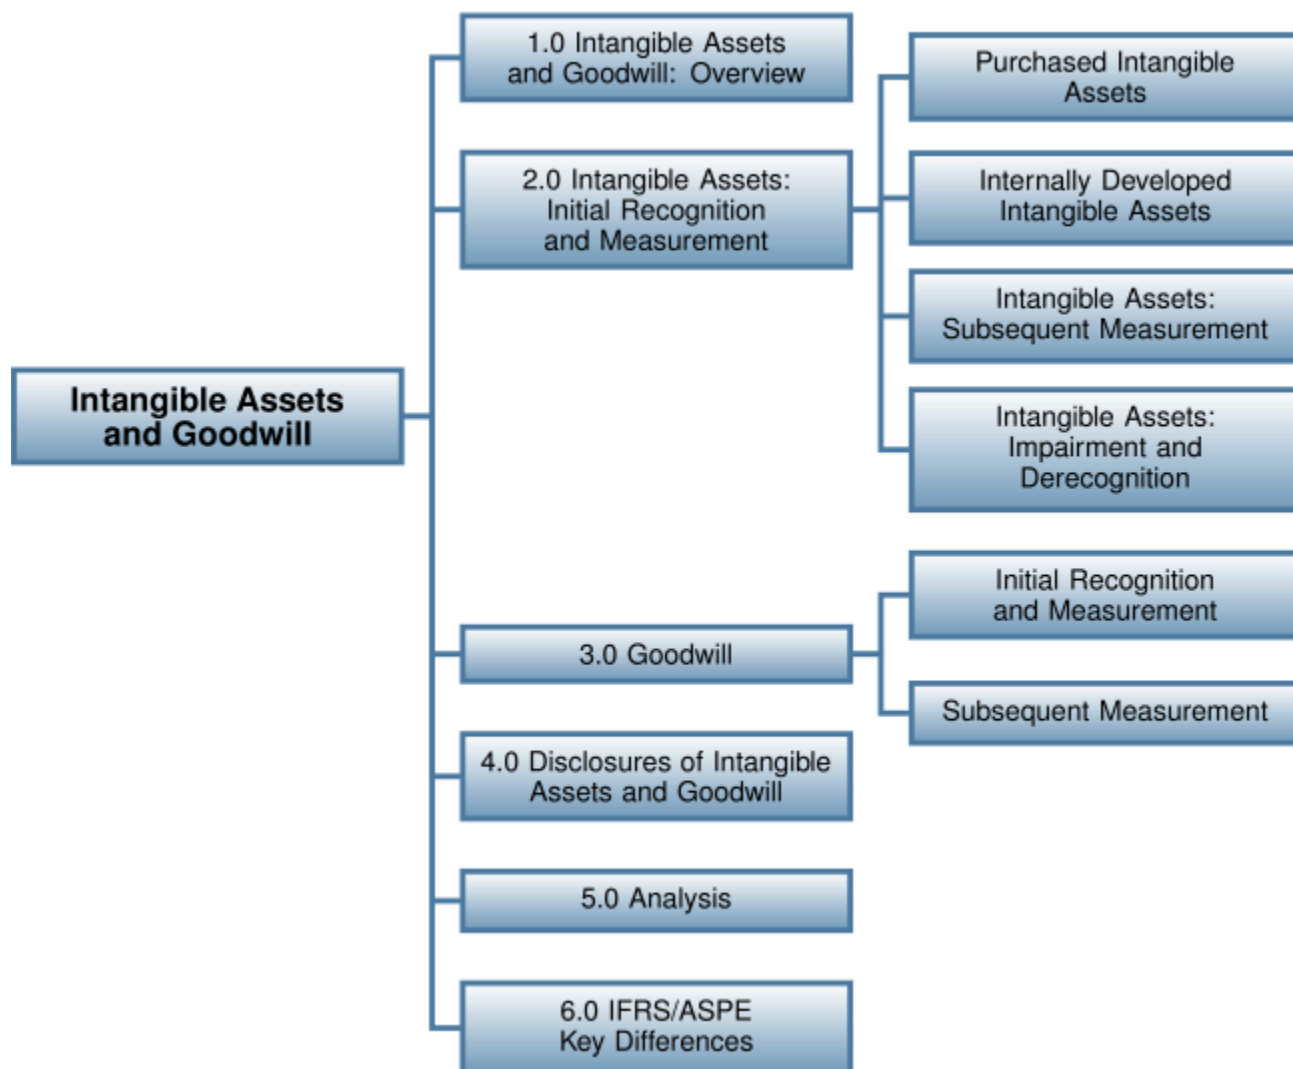 Intangible Assets
and Goodwill
1.0 Intangible Assets
and Goodwill: Overview
2.0 Intangible Assets:
Initial Recognition
and Measurement
Purchased Intangible
Assets
Internally Developed
Intangible Assets
Intangible Assets:
Subsequent Measurement
Intangible Assets:
Impairment and
Derecognition
3.0 Goodwill
Initial Recognition
and Measurement
Subsequent Measurement
4.0 Disclosures of Intangible
Assets and Goodwill
5.0 Analysis
6.0 IFRS/ASPE
Key Differences